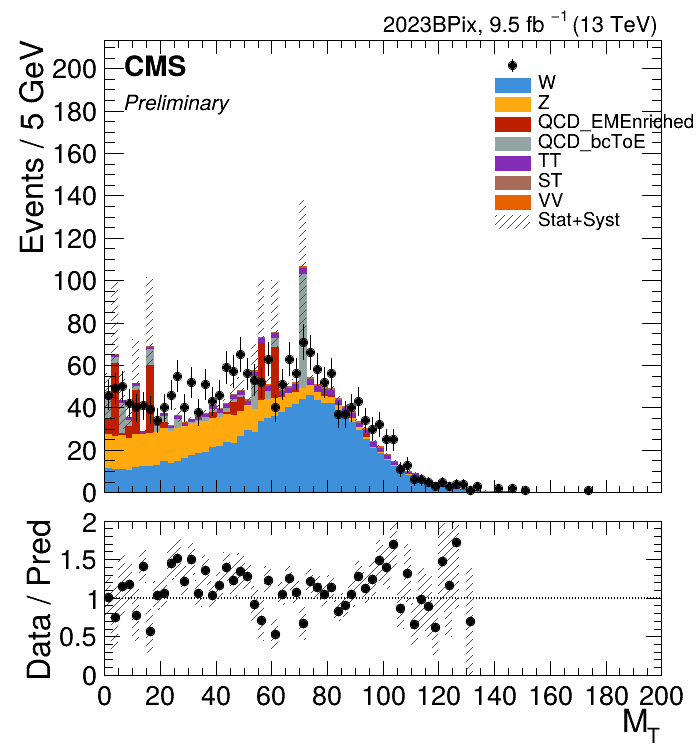 2023BPix, 9.5 fb⁻¹ (13 TeV)
CMS
Preliminary
W
Z
QCD_EMEnriched
QCD_bcToE
TT
ST
VV
Stat+Syst
Events / 5 GeV
200
180
160
140
120
100
80
60
40
20
0
Data / Pred
2
1.5
1
0.5
0
0 20 40 60 80 100 120 140 160 180 200
M_T